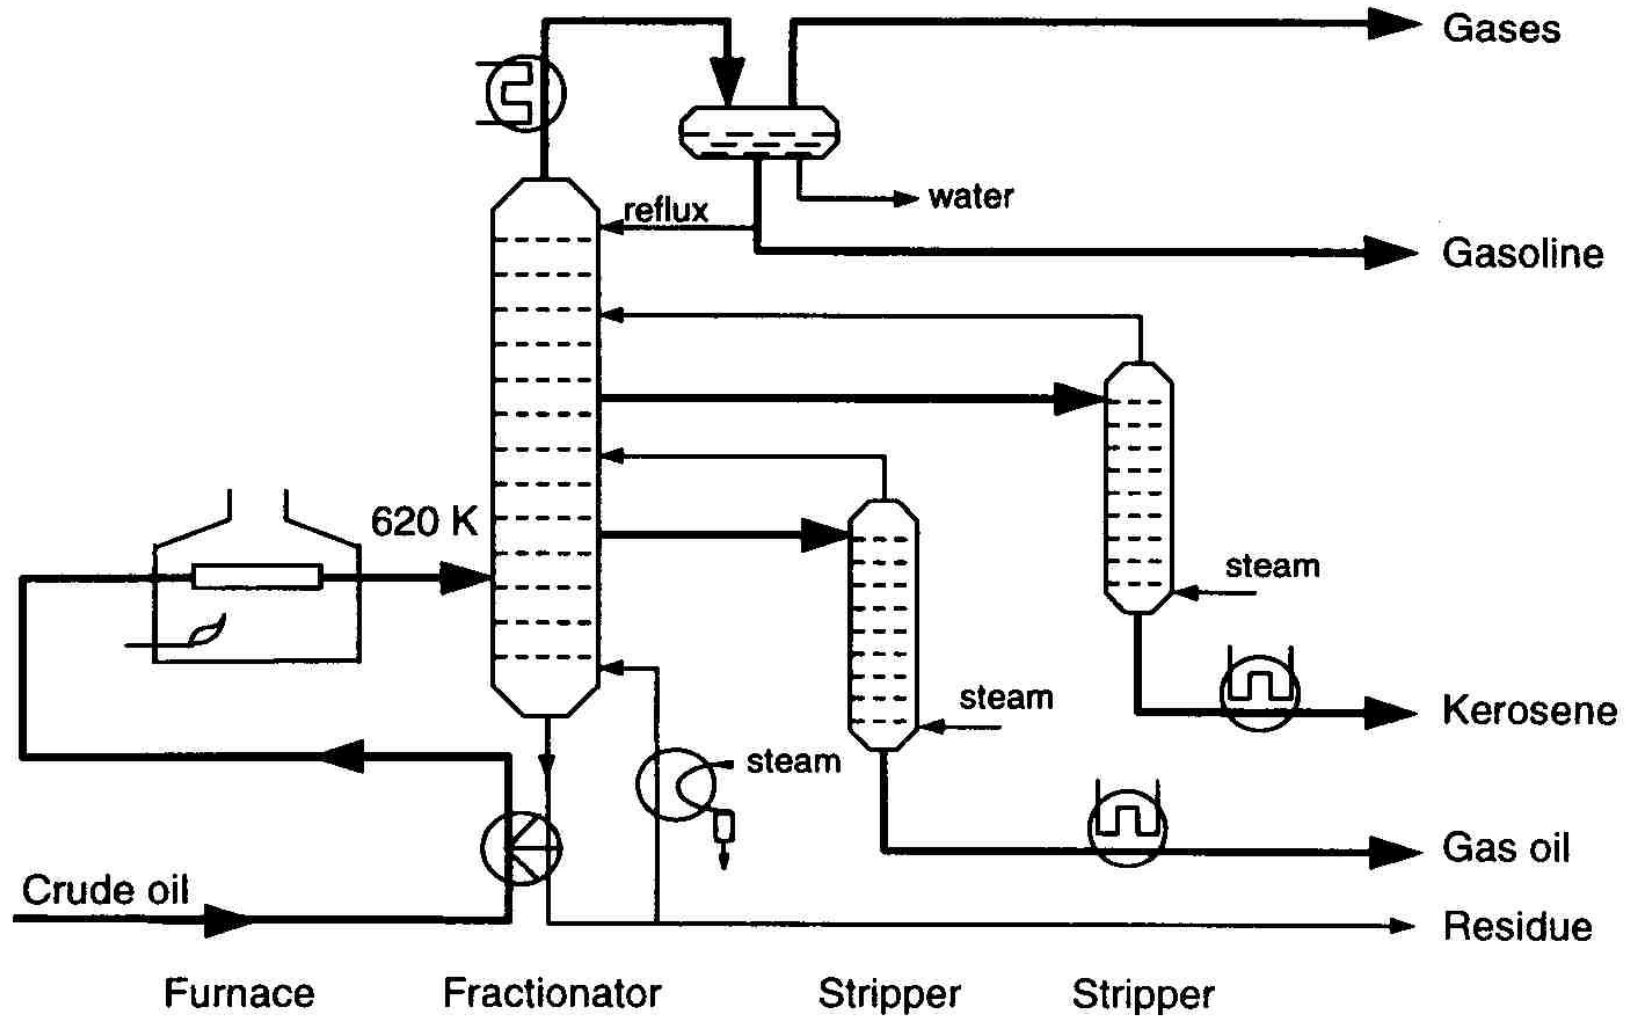 Gases
water
reflux
Gasoline
620 K
steam
steam
Kerosene
steam
Gas oil
Crude oil
Residue
Furnace
Fractionator
Stripper
Stripper